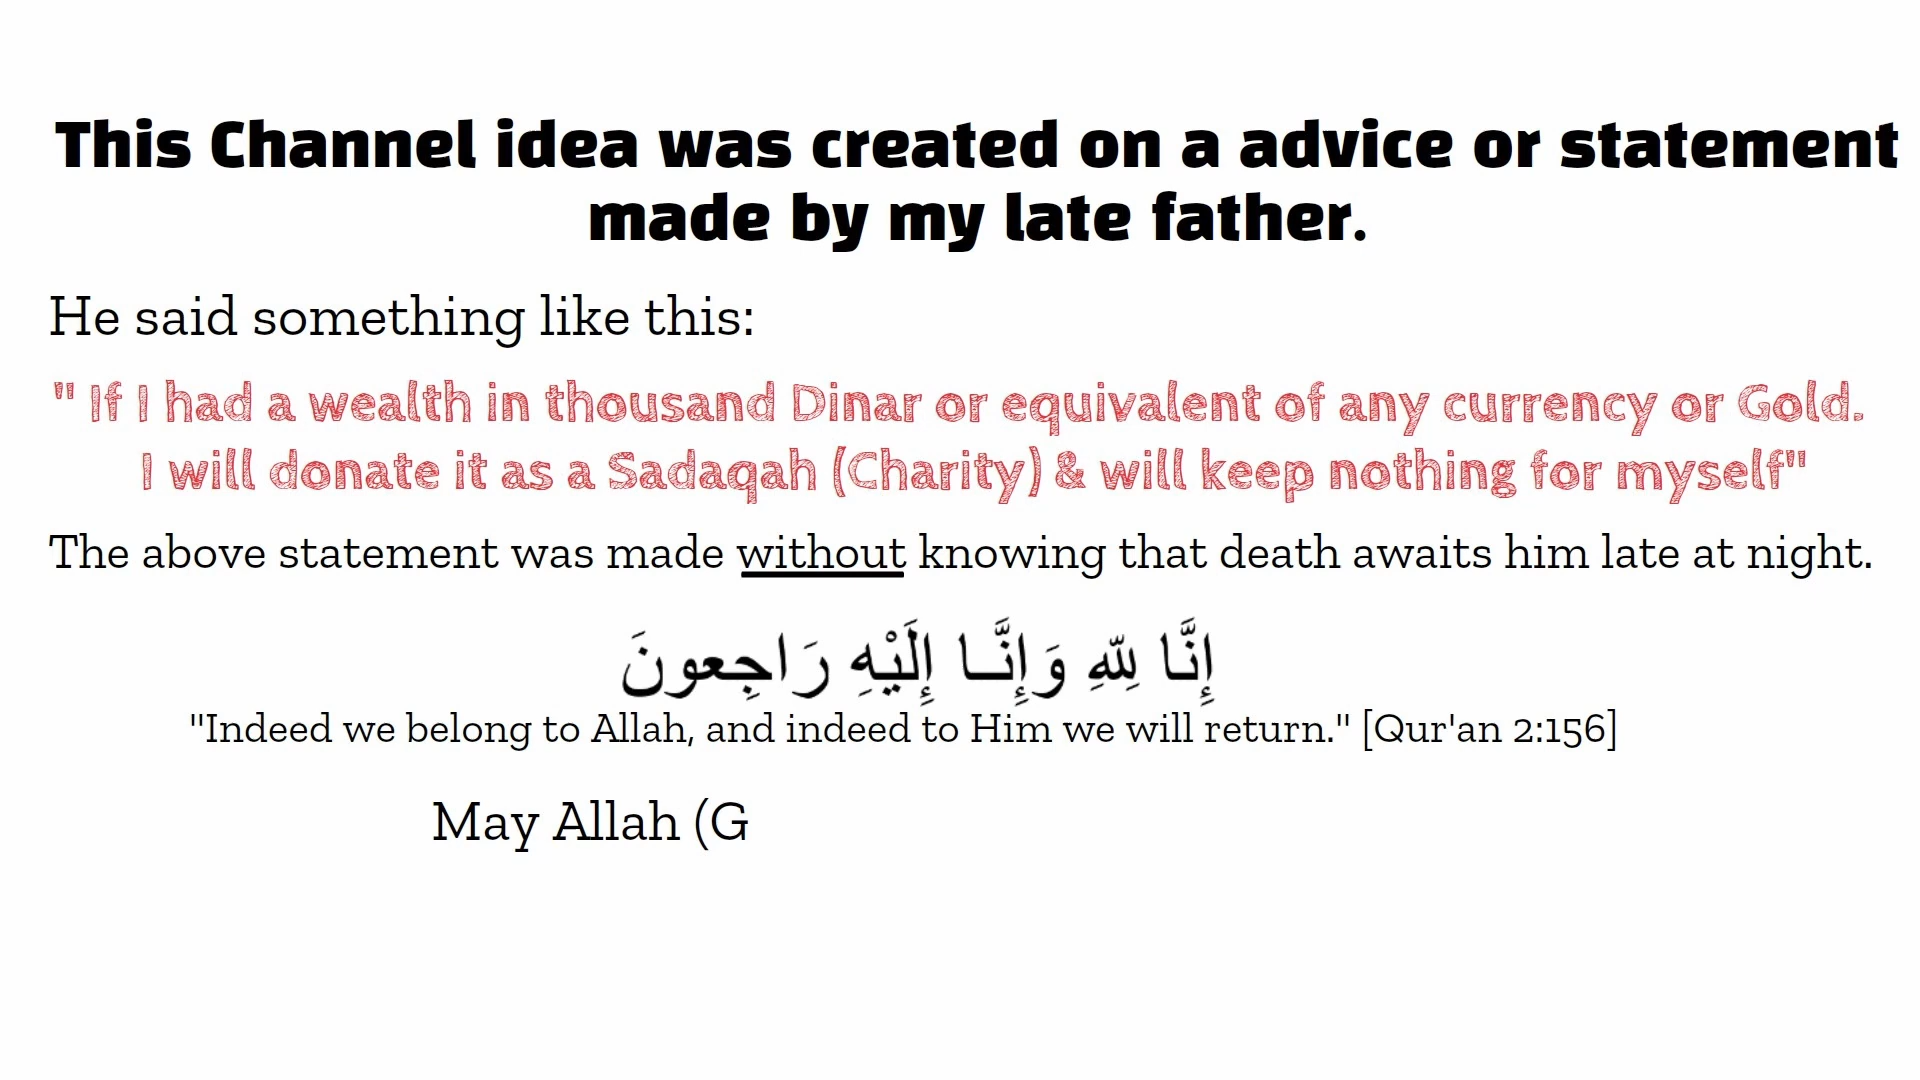 This Channel idea was created on a advice or statement
made by my late father.
He said something like this:
" If I had a wealth in thousand Dinar or equivalent of any currency or Gold.
I will donate it as a Sadaqah (Charity) & will keep nothing for myself"
The above statement was made without knowing that death awaits him late at night.
إِنَّا لِلّهِ وَإِنَّـا إِلَيْهِ رَاجِعونَ
"Indeed we belong to Allah, and indeed to Him we will return." [Qur'an 2:156]
May Allah (G